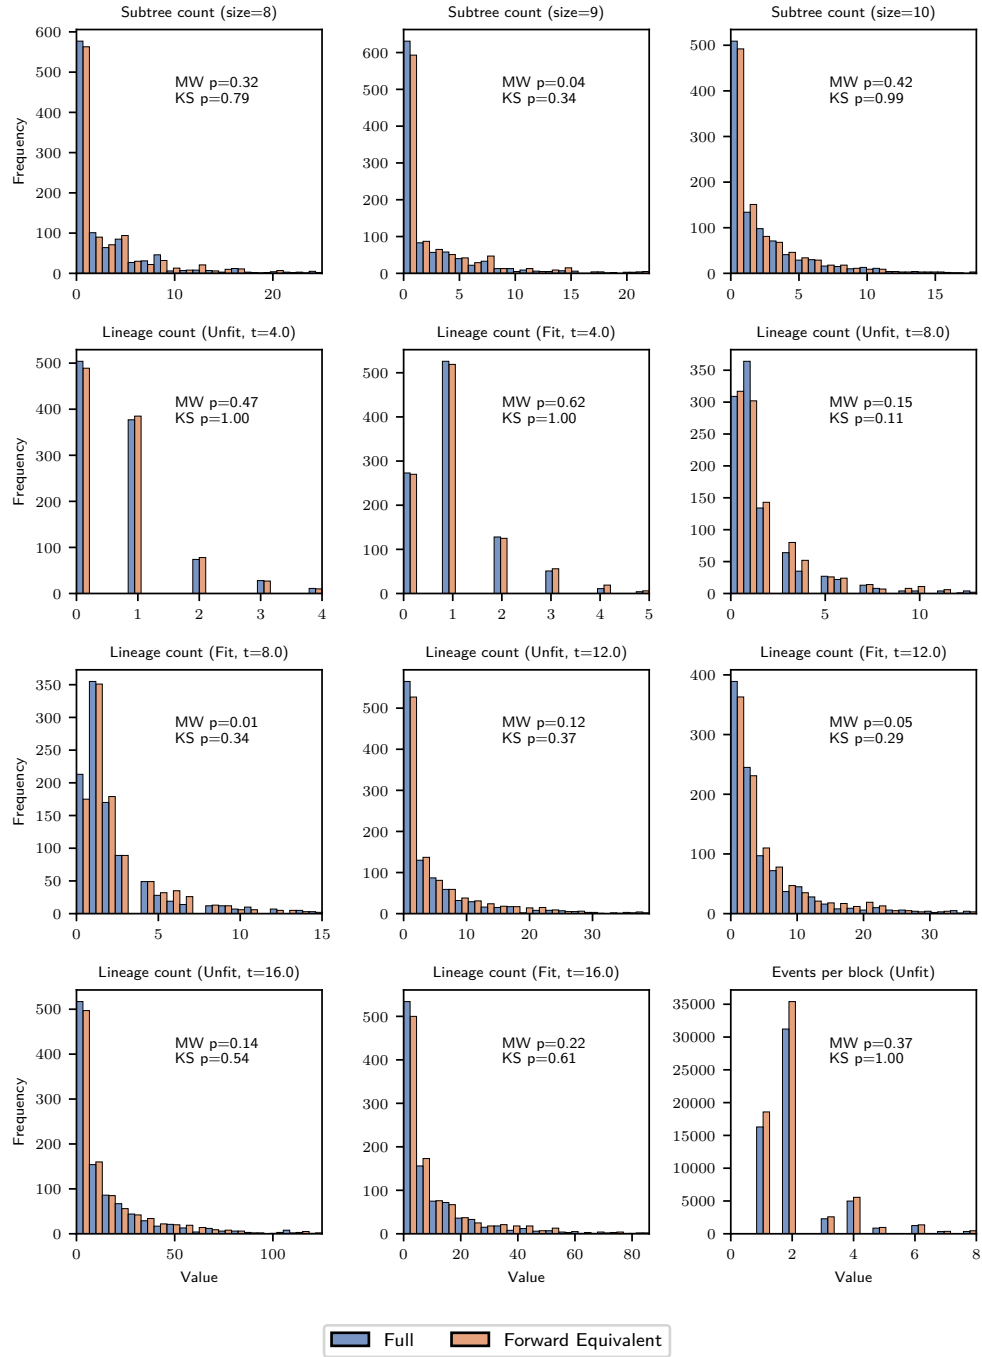 Subtree count (size=8)
Subtree count (size=9)
Subtree count (size=10)
Frequency
600
500
400
300
200
100
0
MW p=0.32
KS p=0.79
0 10 20
600
500
400
300
200
100
0
MW p=0.04
KS p=0.34
0 5 10 15 20
500
400
300
200
100
0
MW p=0.42
KS p=0.99
0 5 10 15
Lineage count (Unfit, t=4.0)
Lineage count (Fit, t=4.0)
Lineage count (Unfit, t=8.0)
Frequency
500
400
300
200
100
0
MW p=0.47
KS p=1.00
0 1 2 3 4
500
400
300
200
100
0
MW p=0.62
KS p=1.00
0 1 2 3 4 5
350
300
250
200
150
100
50
0
MW p=0.15
KS p=0.11
0 5 10
Lineage count (Fit, t=8.0)
Lineage count (Unfit, t=12.0)
Lineage count (Fit, t=12.0)
Frequency
350
300
250
200
150
100
50
0
MW p=0.01
KS p=0.34
0 5 10 15
500
400
300
200
100
0
MW p=0.12
KS p=0.37
0 10 20 30
400
300
200
100
0
MW p=0.05
KS p=0.29
0 10 20 30
Lineage count (Unfit, t=16.0)
Lineage count (Fit, t=16.0)
Events per block (Unfit)
Frequency
500
400
300
200
100
0
MW p=0.14
KS p=0.54
0 50 100
Value
500
400
300
200
100
0
MW p=0.22
KS p=0.61
0 20 40 60 80
Value
35000
30000
25000
20000
15000
10000
5000
0
MW p=0.37
KS p=1.00
0 2 4 6 8
Value
Full
Forward Equivalent